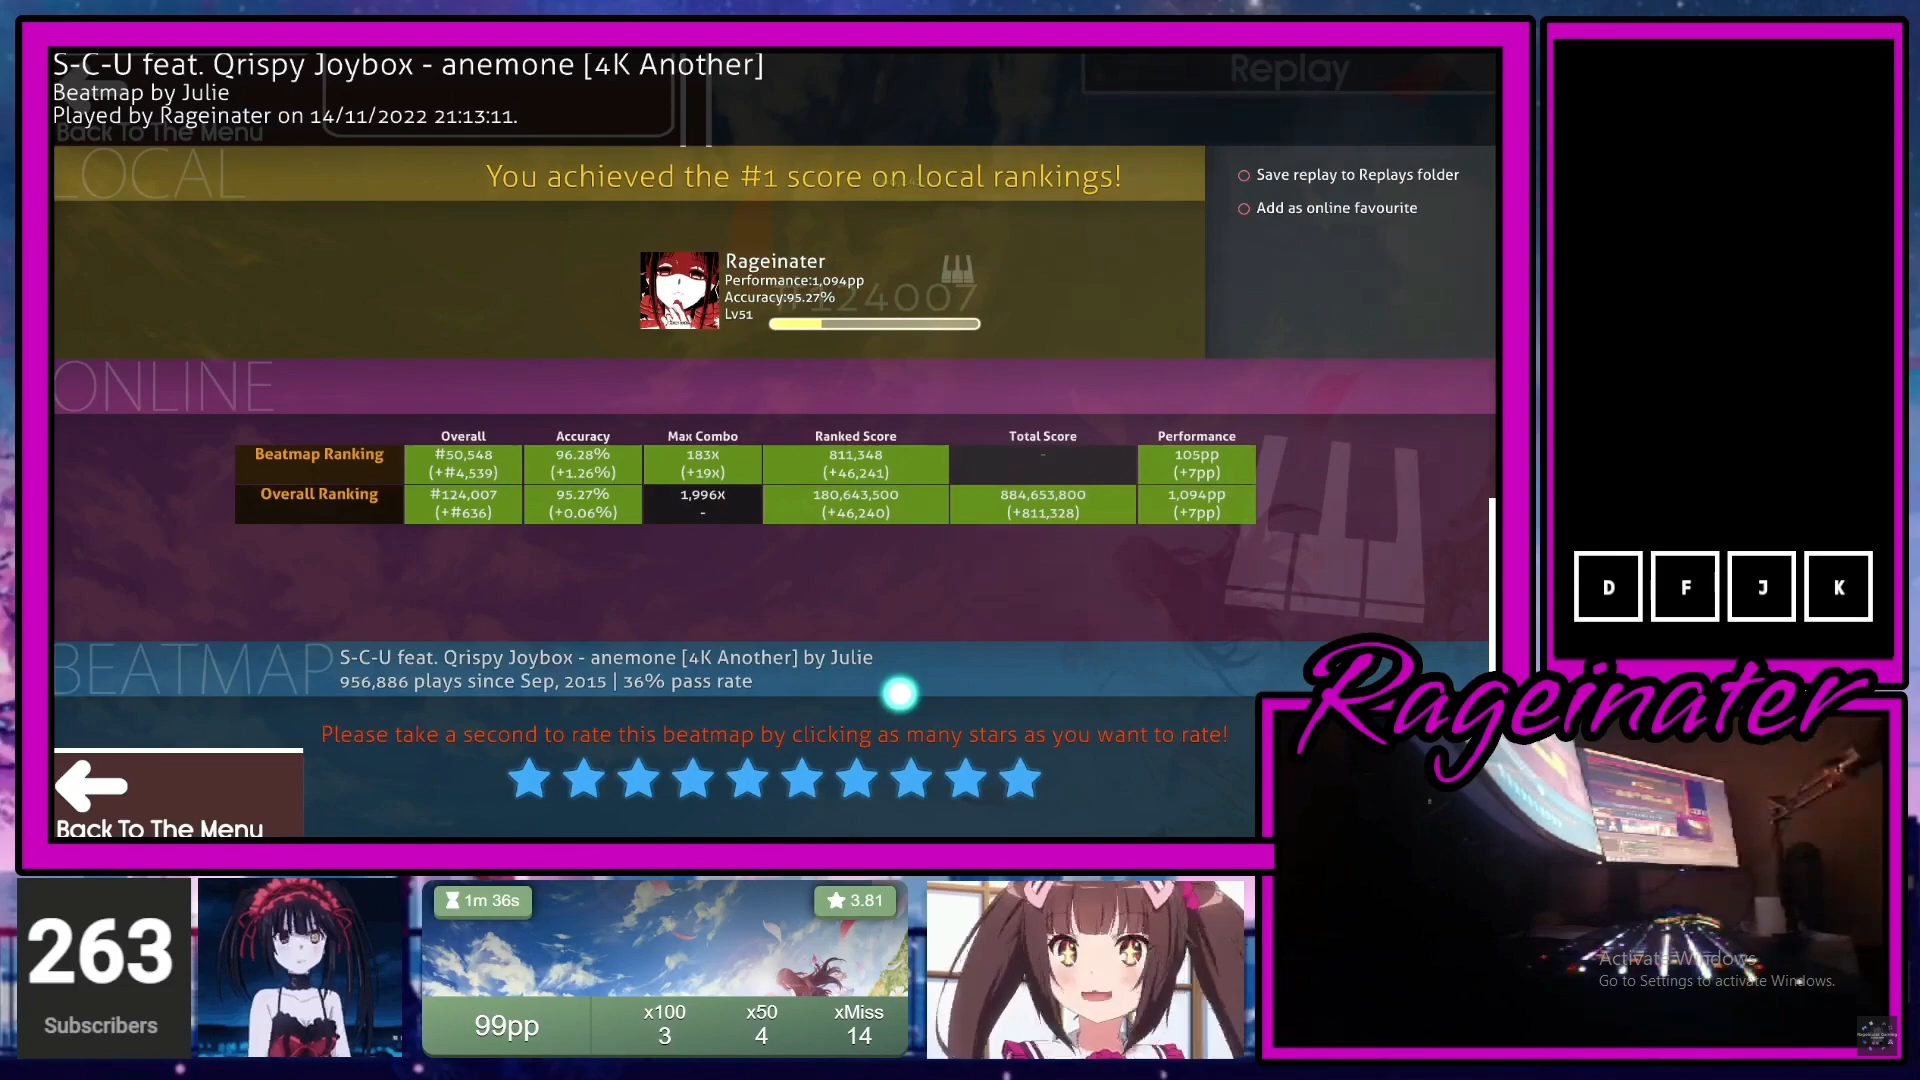 S-C-U feat. Qrispy Joybox - anemone [4K Another]
Beatmap by Julie
Played by Rageinater on 14/11/2022 21:13:11.
Replay
Back To The Menu
LOCAL
You achieved the #1 score on local rankings!
Save replay to Replays folder
Add as online favourite
Rageinater
Performance:1,094pp
Accuracy:95.27%
Lv51
#124007
ONLINE
Overall Accuracy Max Combo Ranked Score Total Score Performance
Beatmap Ranking #50,548 96.28% 183x 811,348 - 105pp
(+#4,539) (+1.26%) (+19x) (+46,241) (+7pp)
Overall Ranking #124,007 95.27% 1,996x 180,643,500 884,653,800 1,094pp
(+#636) (+0.06%) - (+46,240) (+811,328) (+7pp)
BEATMAP
S-C-U feat. Qrispy Joybox - anemone [4K Another] by Julie
956,886 plays since Sep, 2015 | 36% pass rate
Please take a second to rate this beatmap by clicking as many stars as you want to rate!
Back To The Menu
D F J K
Rageinater
263
Subscribers
1m 36s
3.81
99pp
x100 x50 xMiss
3 4 14
Activate Windows
Go to Settings to activate Windows.